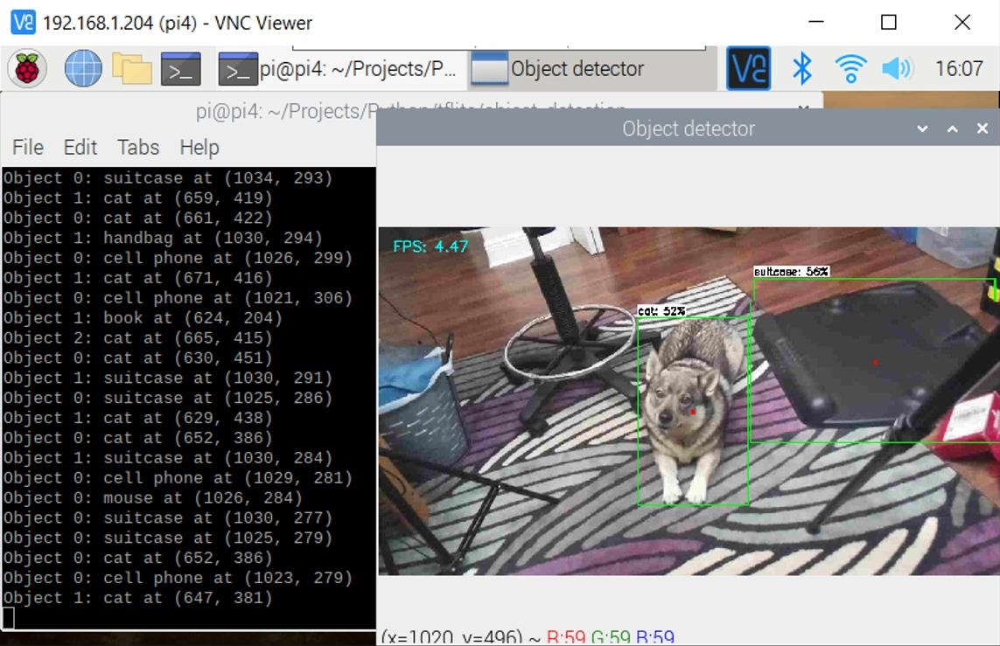 192.168.1.204 (pi4) - VNC Viewer
pi@pi4: ~/Projects/P... Object detector 16:07
pi@pi4: ~/Projects/Python/tflite/object_detection
Object detector
File Edit Tabs Help
Object 0: suitcase at (1034, 293)
Object 1: cat at (659, 419)
Object 0: cat at (661, 422)
Object 1: handbag at (1030, 294)
Object 0: cell phone at (1026, 299)
Object 1: cat at (671, 416)
Object 0: cell phone at (1021, 306)
Object 1: book at (624, 204)
Object 2: cat at (665, 415)
Object 0: cat at (630, 451)
Object 1: suitcase at (1030, 291)
Object 0: suitcase at (1025, 286)
Object 1: cat at (629, 438)
Object 0: cat at (652, 386)
Object 1: suitcase at (1030, 284)
Object 0: cell phone at (1029, 281)
Object 0: mouse at (1026, 284)
Object 0: suitcase at (1030, 277)
Object 0: suitcase at (1025, 279)
Object 0: cat at (652, 386)
Object 0: cell phone at (1023, 279)
Object 1: cat at (647, 381)
FPS: 4.47
suitcase: 56%
cat: 52%
(x=1020, y=496) ~ R:59 G:59 B:59